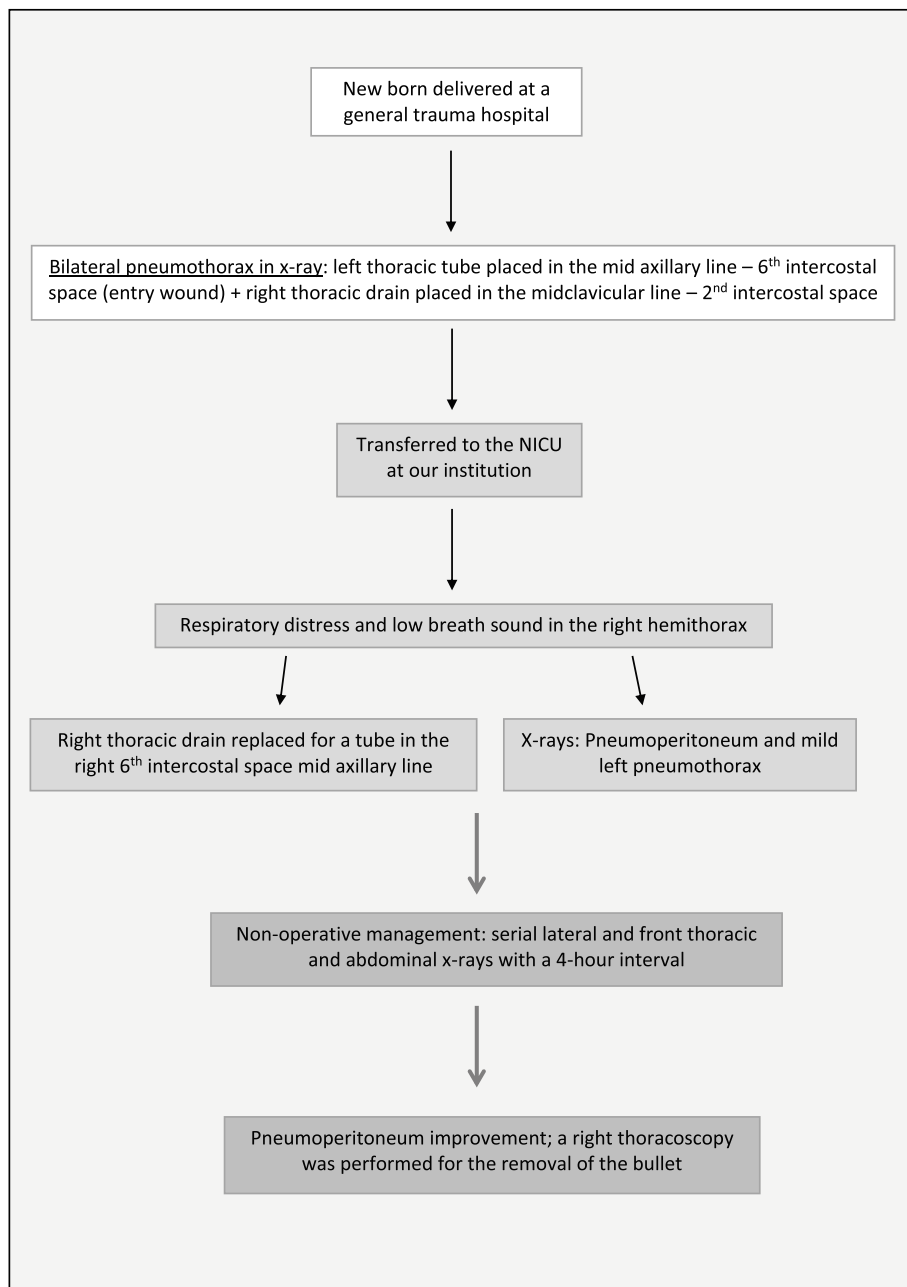 New born delivered at a
general trauma hospital
Bilateral pneumothorax in x-ray: left thoracic tube placed in the mid axillary line – 6th intercostal
space (entry wound) + right thoracic drain placed in the midclavicular line – 2nd intercostal space
Transferred to the NICU
at our institution
Respiratory distress and low breath sound in the right hemithorax
Right thoracic drain replaced for a tube in the
right 6th intercostal space mid axillary line
X-rays: Pneumoperitoneum and mild
left pneumothorax
Non-operative management: serial lateral and front thoracic
and abdominal x-rays with a 4-hour interval
Pneumoperitoneum improvement; a right thoracoscopy
was performed for the removal of the bullet